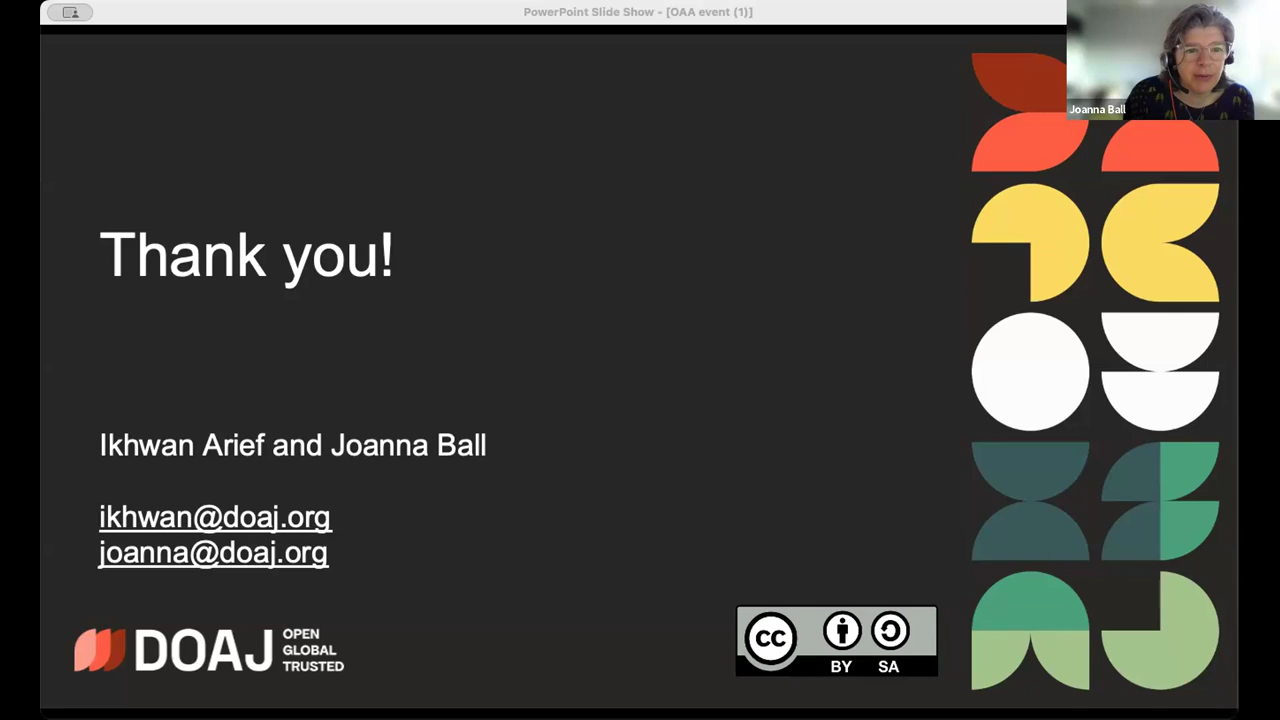 PowerPoint Slide Show - [OAA event (1)]
Joanna Ball
Thank you!
Ikhwan Arief and Joanna Ball
ikhwan@doaj.org
joanna@doaj.org
DOAJ
OPEN
GLOBAL
TRUSTED
CC
BY SA